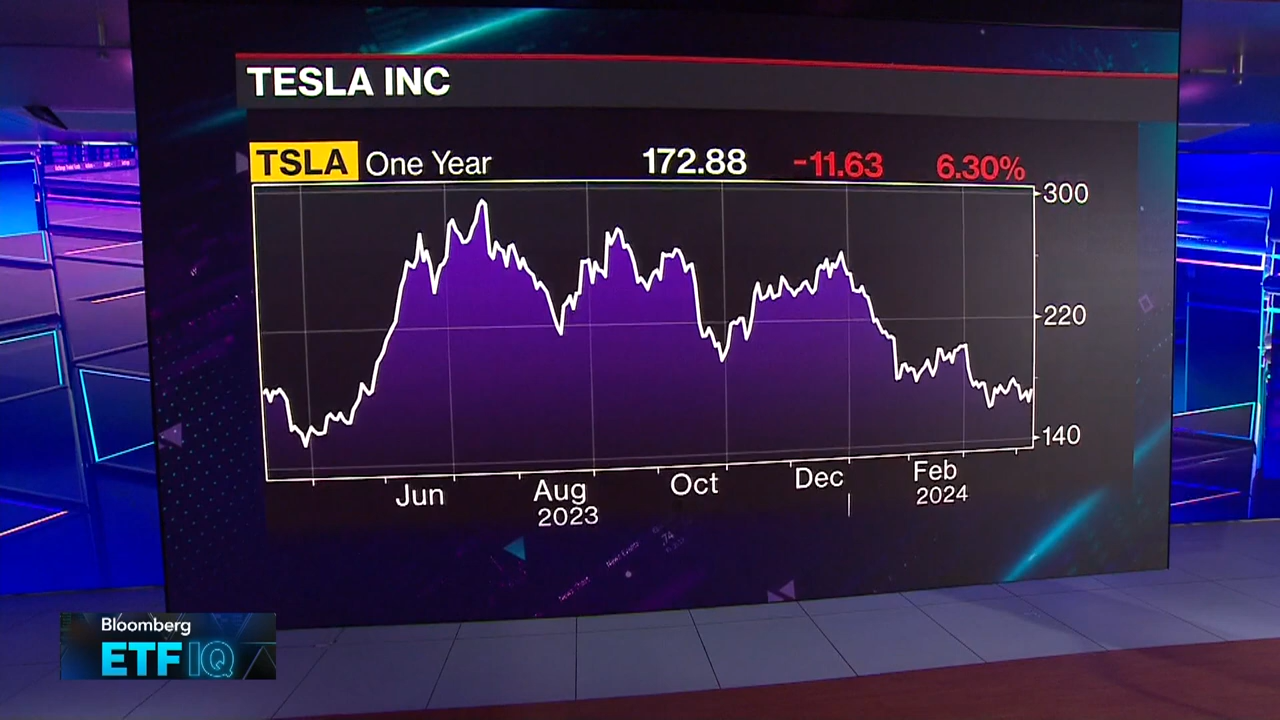 TESLA INC
TSLA One Year 172.88 -11.63 6.30%
300
220
140
Jun Aug Oct Dec Feb
2023 2024
74
Bloomberg
ETF IQ